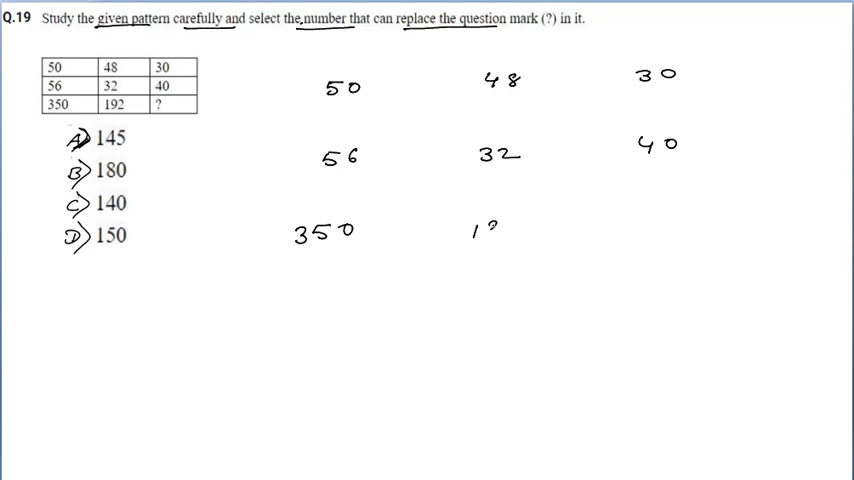 Q.19 Study the given pattern carefully and select the number that can replace the question mark (?) in it.
50 48 30
56 32 40
350 192 ?
A) 145
B) 180
C) 140
D) 150
50 48 30
56 32 40
350